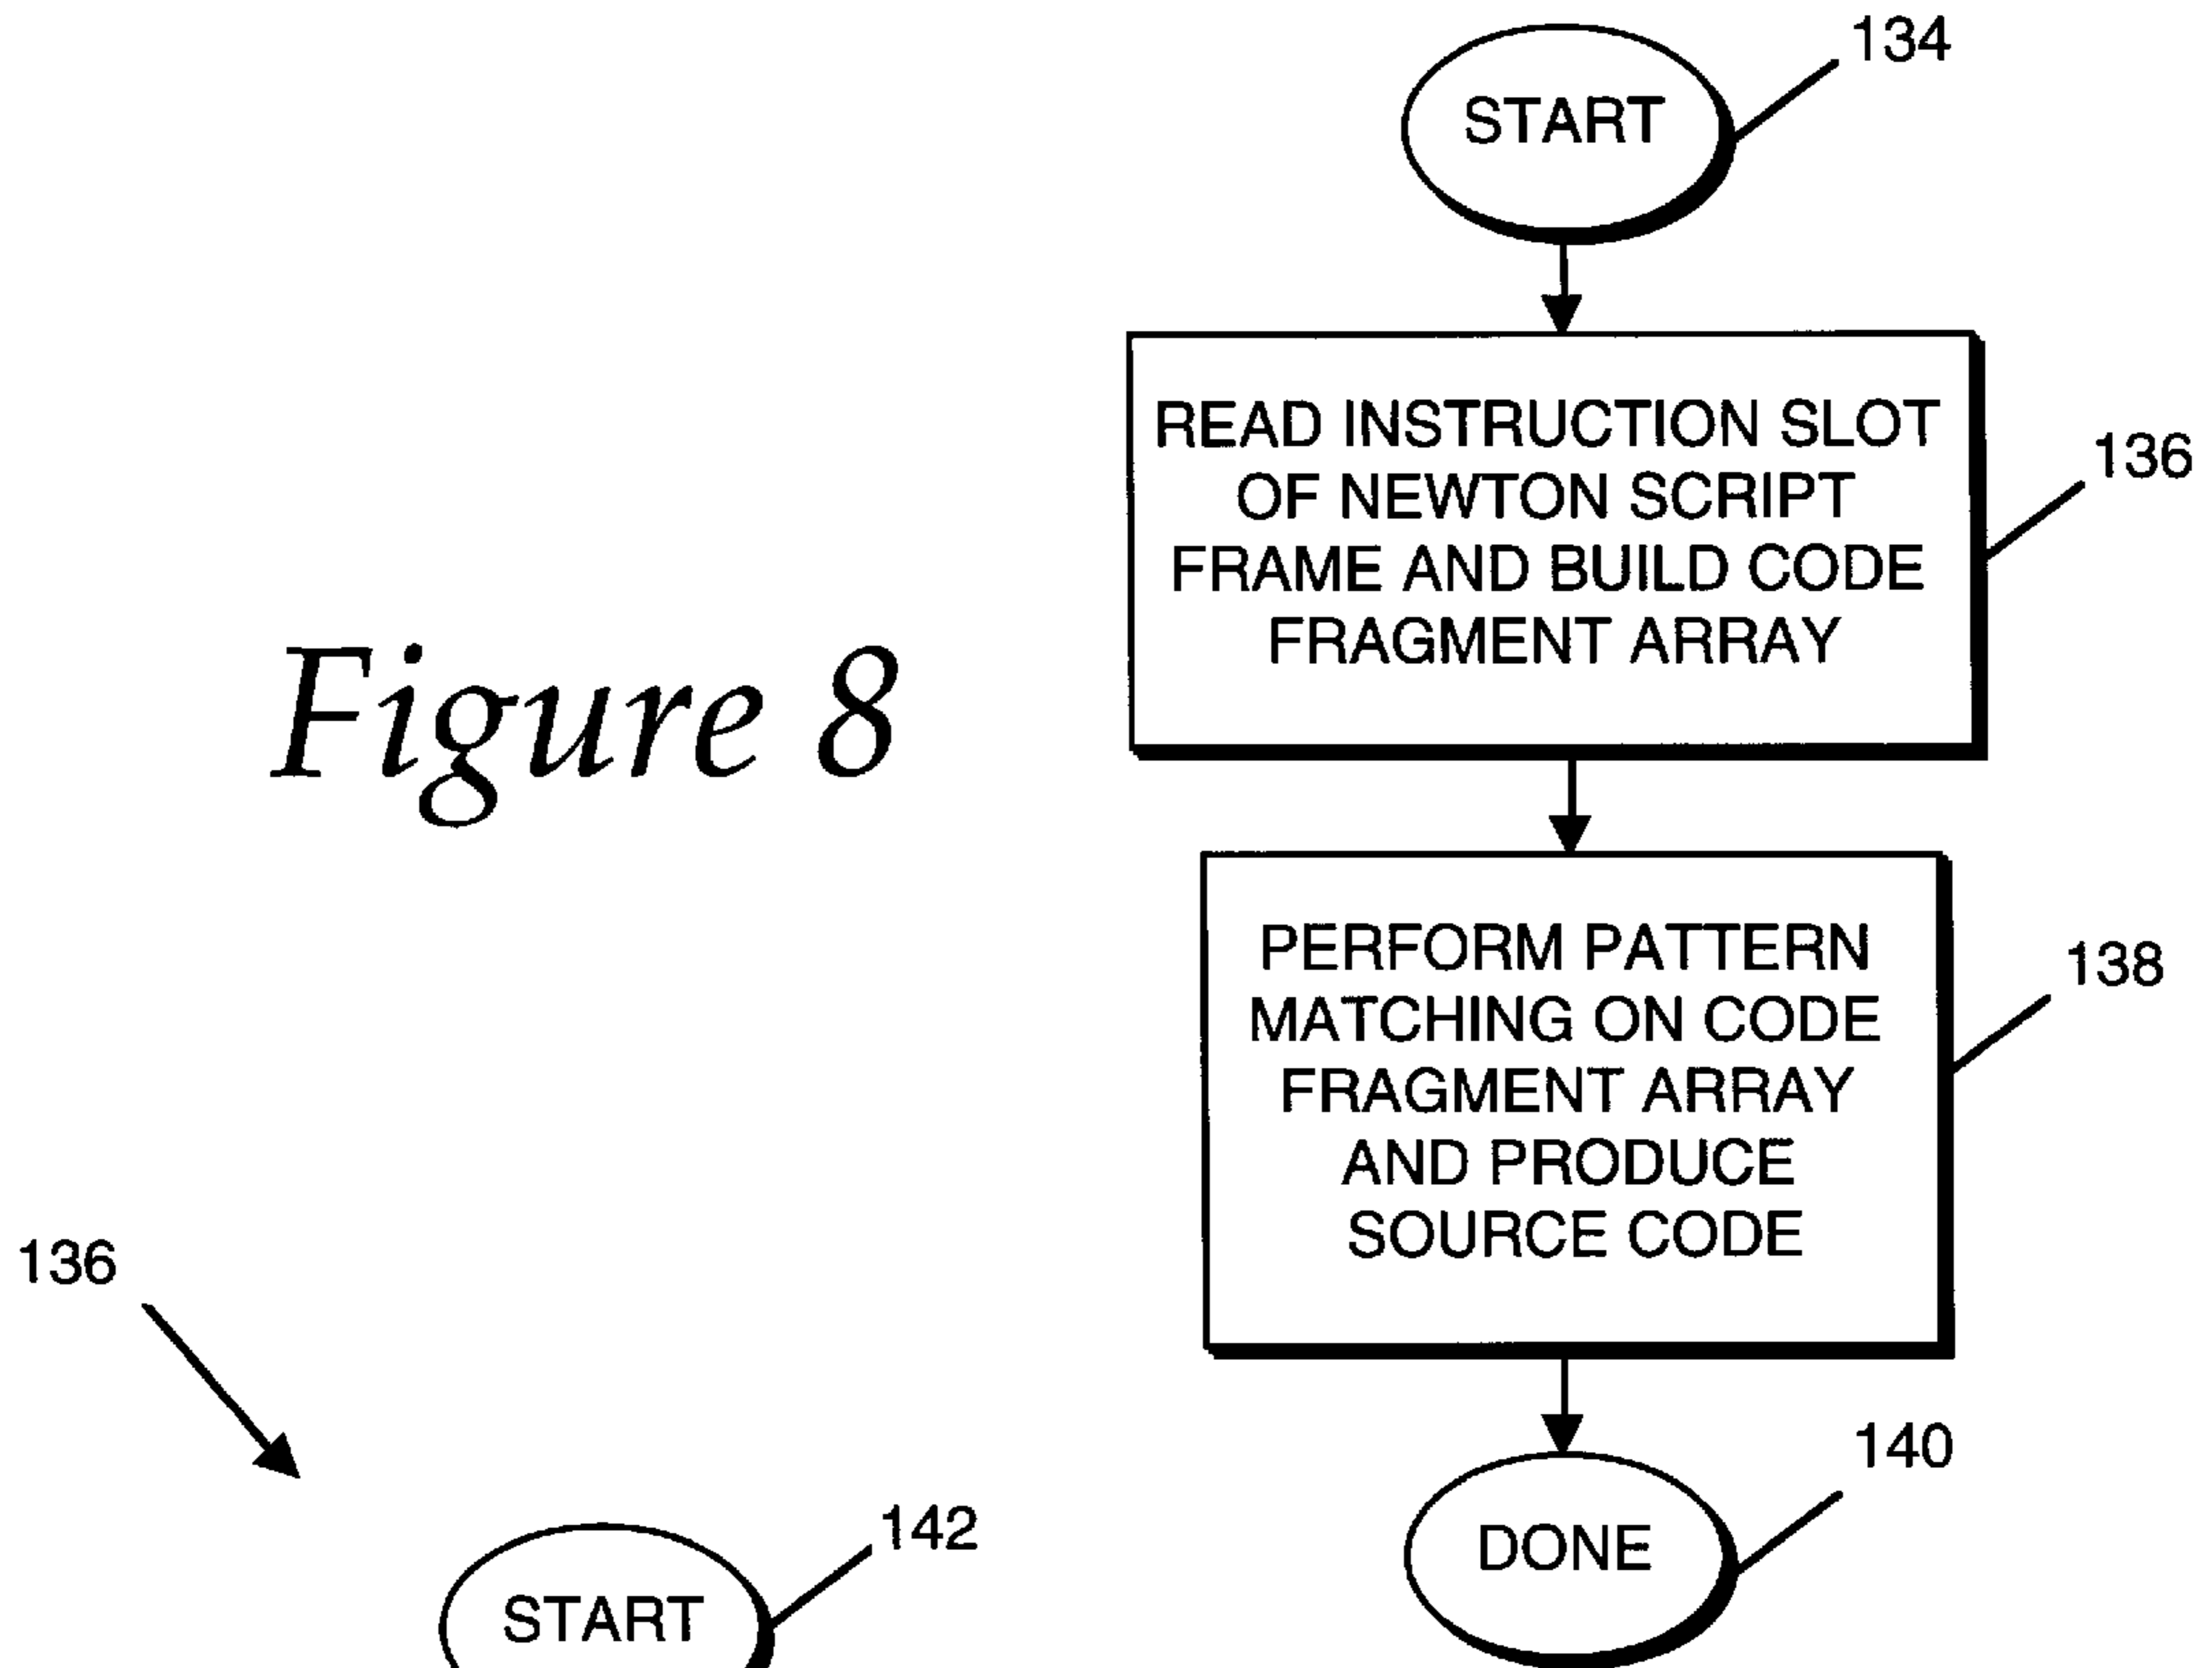 134
START
READ INSTRUCTION SLOT
OF NEWTON SCRIPT
FRAME AND BUILD CODE
FRAGMENT ARRAY
136
Figure 8
PERFORM PATTERN
MATCHING ON CODE
FRAGMENT ARRAY
AND PRODUCE
SOURCE CODE
138
136
140
DONE
142
START